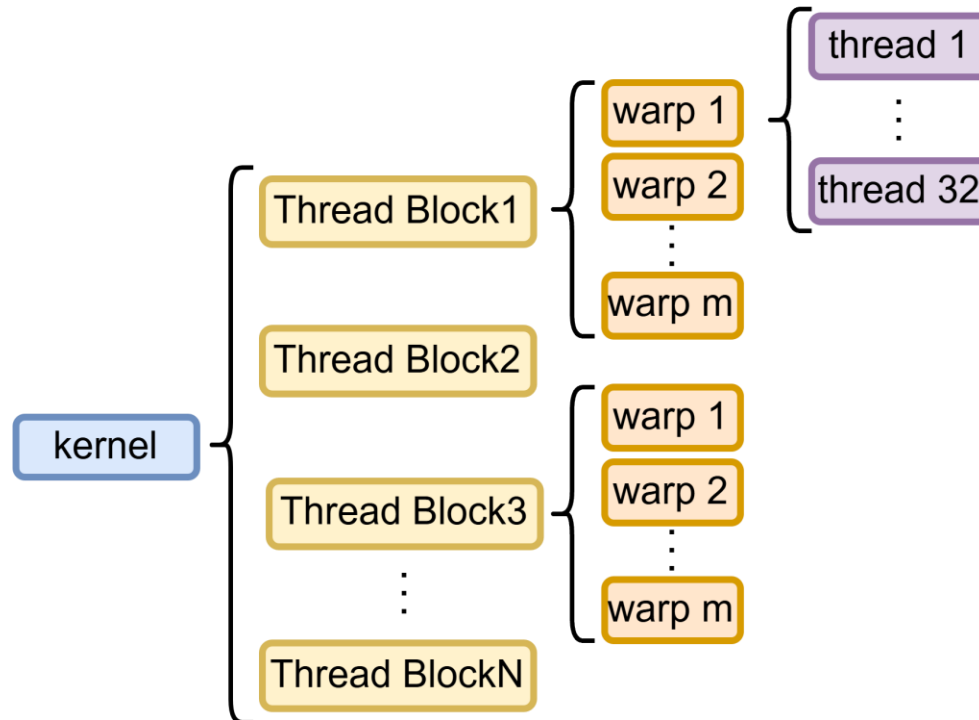 kernel
Thread Block1
Thread Block2
Thread Block3
Thread BlockN
warp 1
warp 2
warp m
warp 1
warp 2
warp m
thread 1
thread 32